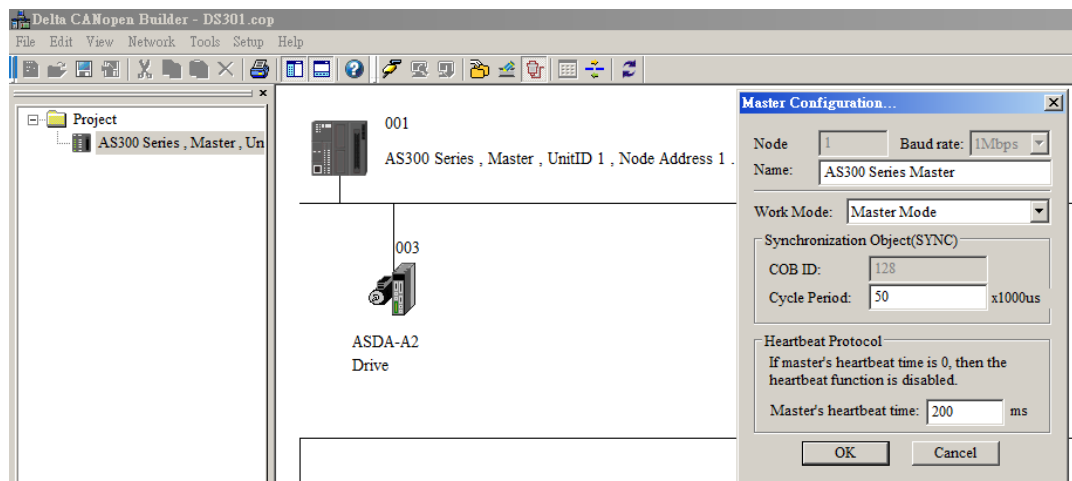 Delta CANopen Builder - DS301.cop
File Edit View Network Tools Setup Help
Project
AS300 Series , Master , Un
001
AS300 Series , Master , UnitID 1 , Node Address 1 .
003
ASDA-A2
Drive
Master Configuration...
Node 1 Baud rate: 1Mbps
Name: AS300 Series Master
Work Mode: Master Mode
Synchronization Object(SYNC)
COB ID: 128
Cycle Period: 50 x1000us
Heartbeat Protocol
If master's heartbeat time is 0, then the
heartbeat function is disabled.
Master's heartbeat time: 200 ms
OK Cancel